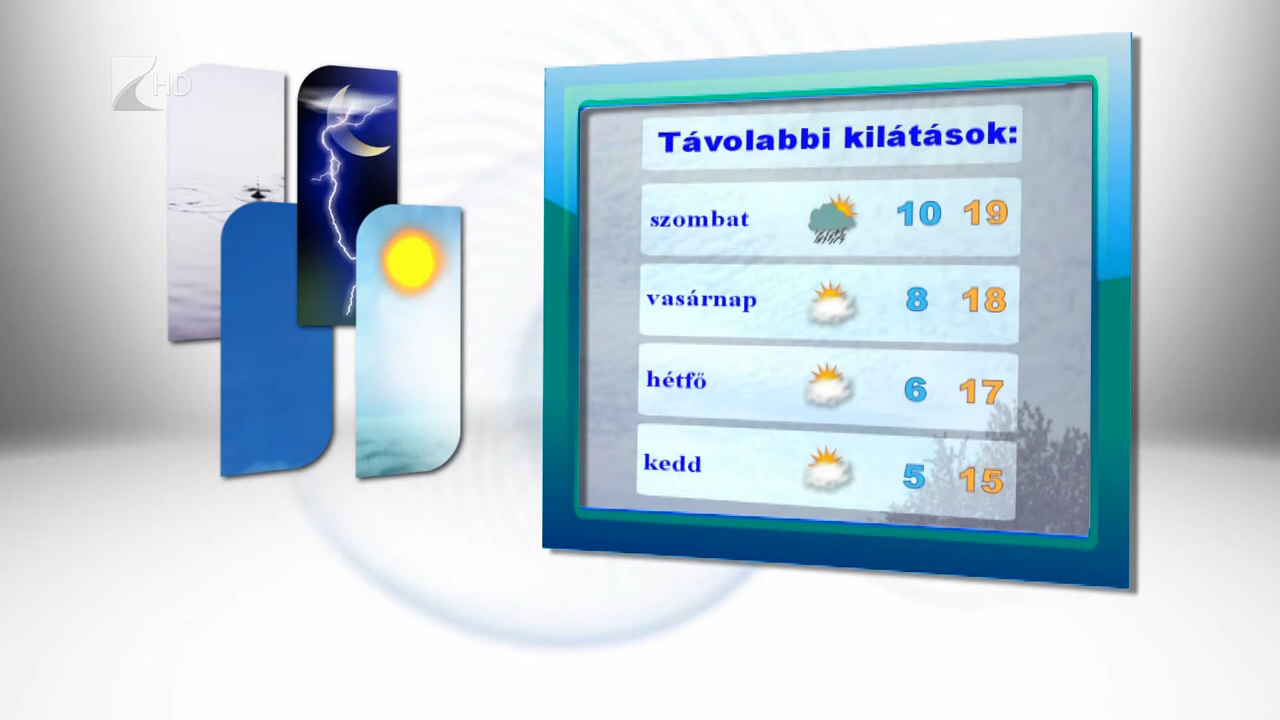 HD
Távolabbi kilátások:
szombat 10 19
vasárnap 8 18
hétfő 6 17
kedd 5 15